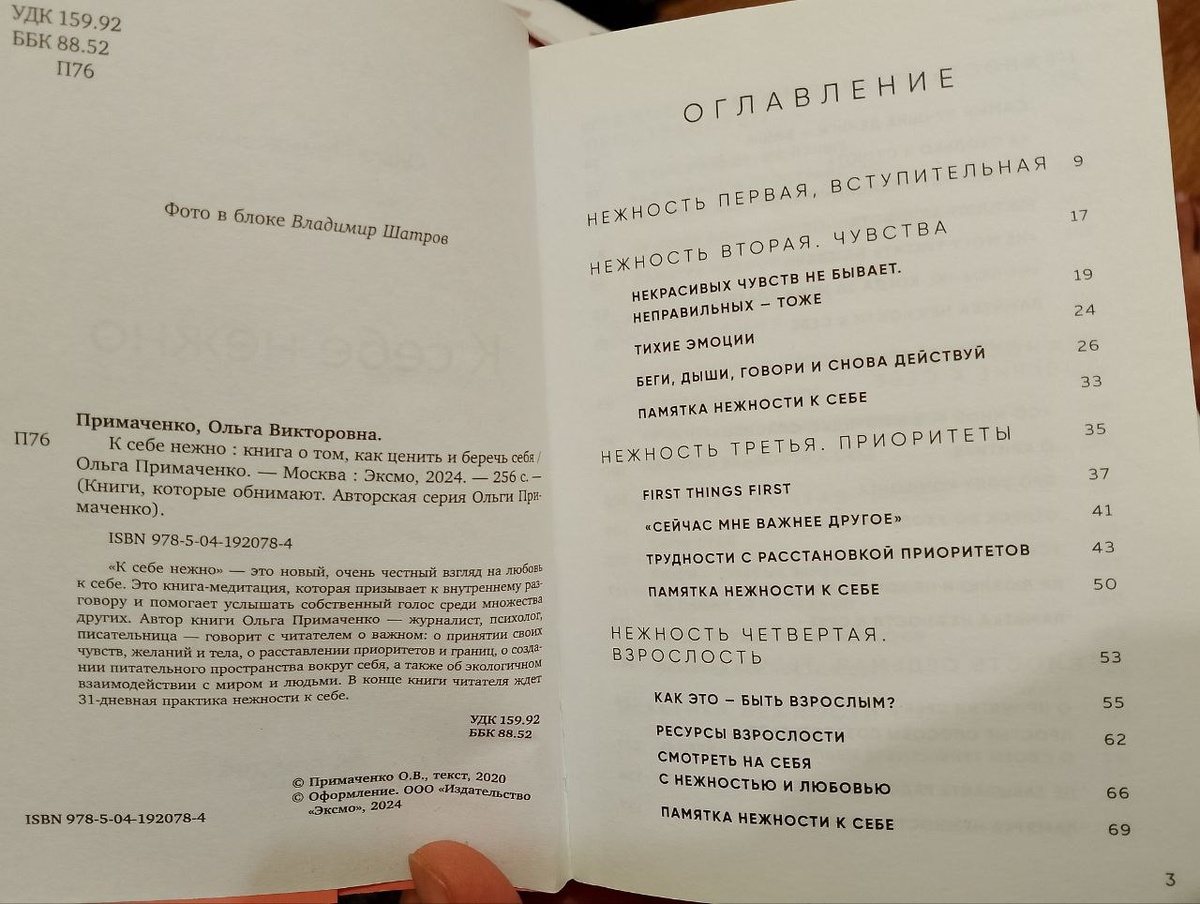 УДК 159.92
ББК 88.52
П76
Фото в блоке Владимир Шатров
П76
Примаченко, Ольга Викторовна.
К себе нежно : книга о том, как ценить и беречь себя /
Ольга Примаченко. — Москва : Эксмо, 2024. — 256 с. —
(Книги, которые обнимают. Авторская серия Ольги При-
маченко).
ISBN 978-5-04-192078-4
«К себе нежно» — это новый, очень честный взгляд на любовь
к себе. Это книга-медитация, которая призывает к внутреннему раз-
говору и помогает услышать собственный голос среди множества
других. Автор книги Ольга Примаченко — журналист, психолог,
писательница — говорит с читателем о важном: о принятии своих
чувств, желаний и тела, о расставлении приоритетов и границ, о созда-
нии питательного пространства вокруг себя, а также об экологичном
взаимодействии с миром и людьми. В конце книги читателя ждет
31-дневная практика нежности к себе.
УДК 159.92
ББК 88.52
© Примаченко О.В., текст, 2020
© Оформление. ООО «Издательство
«Эксмо», 2024
ISBN 978-5-04-192078-4
ОГЛАВЛЕНИЕ
НЕЖНОСТЬ ПЕРВАЯ, ВСТУПИТЕЛЬНАЯ 9
НЕЖНОСТЬ ВТОРАЯ. ЧУВСТВА 17
НЕКРАСИВЫХ ЧУВСТВ НЕ БЫВАЕТ.
НЕПРАВИЛЬНЫХ — ТОЖЕ 19
ТИХИЕ ЭМОЦИИ 24
БЕГИ, ДЫШИ, ГОВОРИ И СНОВА ДЕЙСТВУЙ 26
ПАМЯТКА НЕЖНОСТИ К СЕБЕ 33
НЕЖНОСТЬ ТРЕТЬЯ. ПРИОРИТЕТЫ 35
FIRST THINGS FIRST 37
«СЕЙЧАС МНЕ ВАЖНЕЕ ДРУГОЕ» 41
ТРУДНОСТИ С РАССТАНОВКОЙ ПРИОРИТЕТОВ 43
ПАМЯТКА НЕЖНОСТИ К СЕБЕ 50
НЕЖНОСТЬ ЧЕТВЕРТАЯ.
ВЗРОСЛОСТЬ 53
КАК ЭТО — БЫТЬ ВЗРОСЛЫМ? 55
РЕСУРСЫ ВЗРОСЛОСТИ 62
СМОТРЕТЬ НА СЕБЯ
С НЕЖНОСТЬЮ И ЛЮБОВЬЮ 66
ПАМЯТКА НЕЖНОСТИ К СЕБЕ 69
3